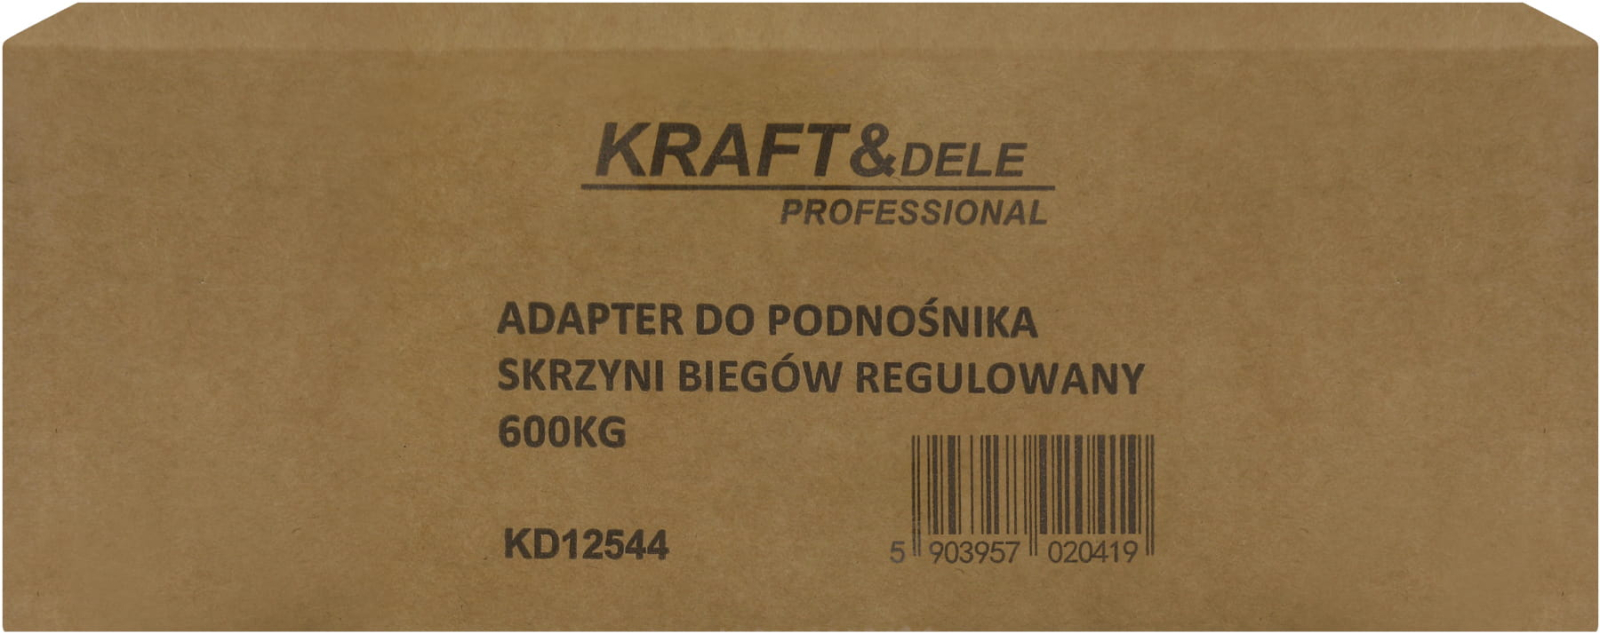 KRAFT&DELE
PROFESSIONAL
ADAPTER DO PODNOŚNIKA
SKRZYNI BIEGÓW REGULOWANY
600KG
KD12544
5 903957 020419